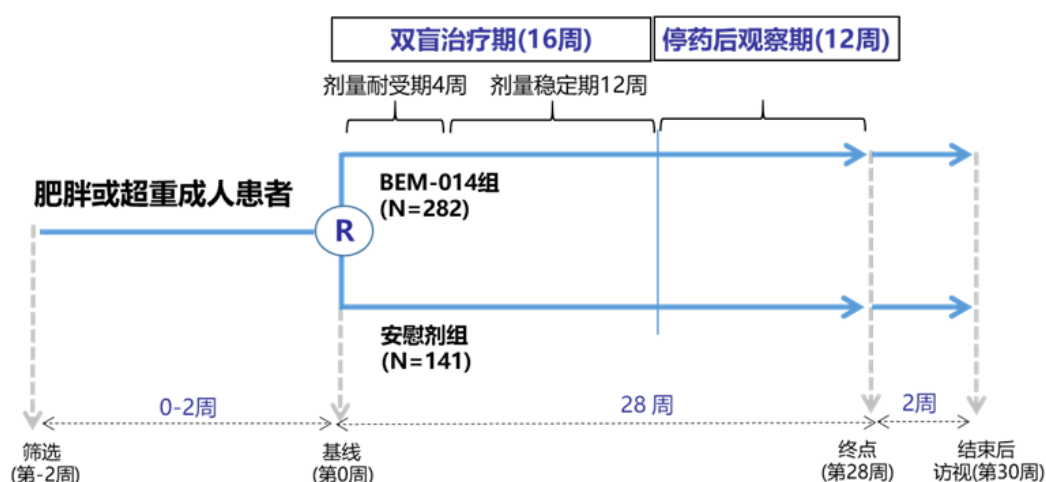 双盲治疗期(16周)
停药后观察期(12周)
剂量耐受期4周
剂量稳定期12周
肥胖或超重成人患者
BEM-014组
(N=282)
R
安慰剂组
(N=141)
0-2周
28 周
2周
筛选
(第-2周)
基线
(第0周)
终点
(第28周)
结束后
访视(第30周)